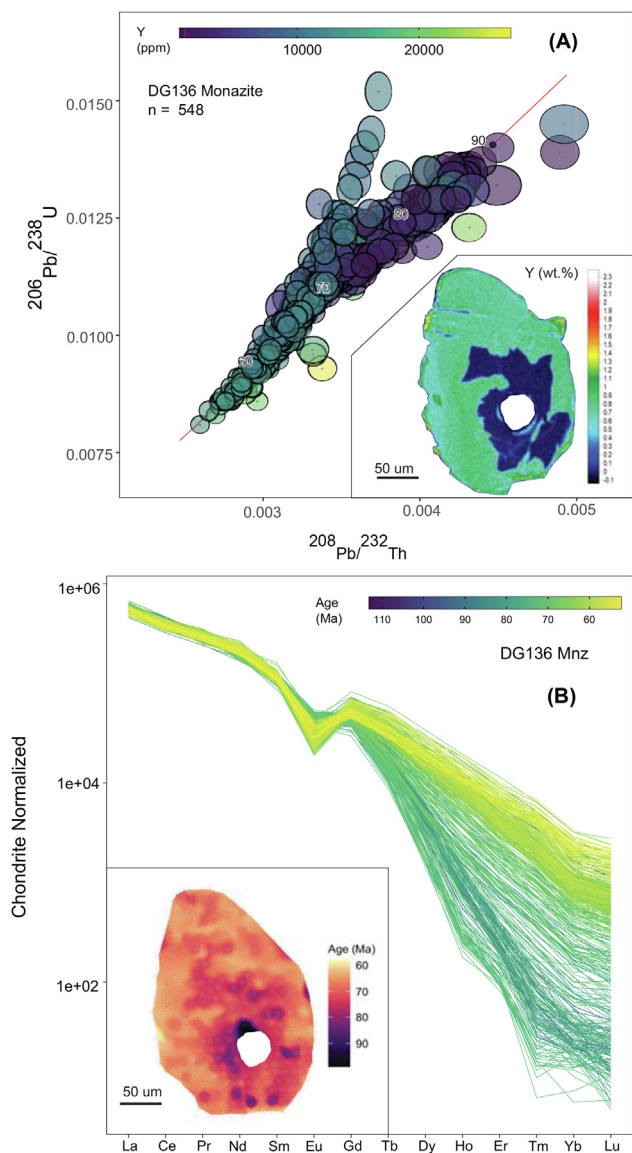 Y
(ppm)
10000
20000
(A)
DG136 Monazite
n = 548
0.0150
0.0125
0.0100
0.0075
206Pb/238U
90
80
70
60
Y (wt.%)
2.3
2.2
2.1
2
1.9
1.8
1.7
1.6
1.5
1.4
1.3
1.2
1.1
1
0.9
0.8
0.7
0.6
0.5
0.4
0.3
0.2
0.1
0
-0.1
50 um
0.003
0.004
0.005
208Pb/232Th
1e+06
1e+04
1e+02
Chondrite Normalized
Age
(Ma)
110 100 90 80 70 60
DG136 Mnz
(B)
Age (Ma)
60
70
80
90
50 um
La Ce Pr Nd Sm Eu Gd Tb Dy Ho Er Tm Yb Lu